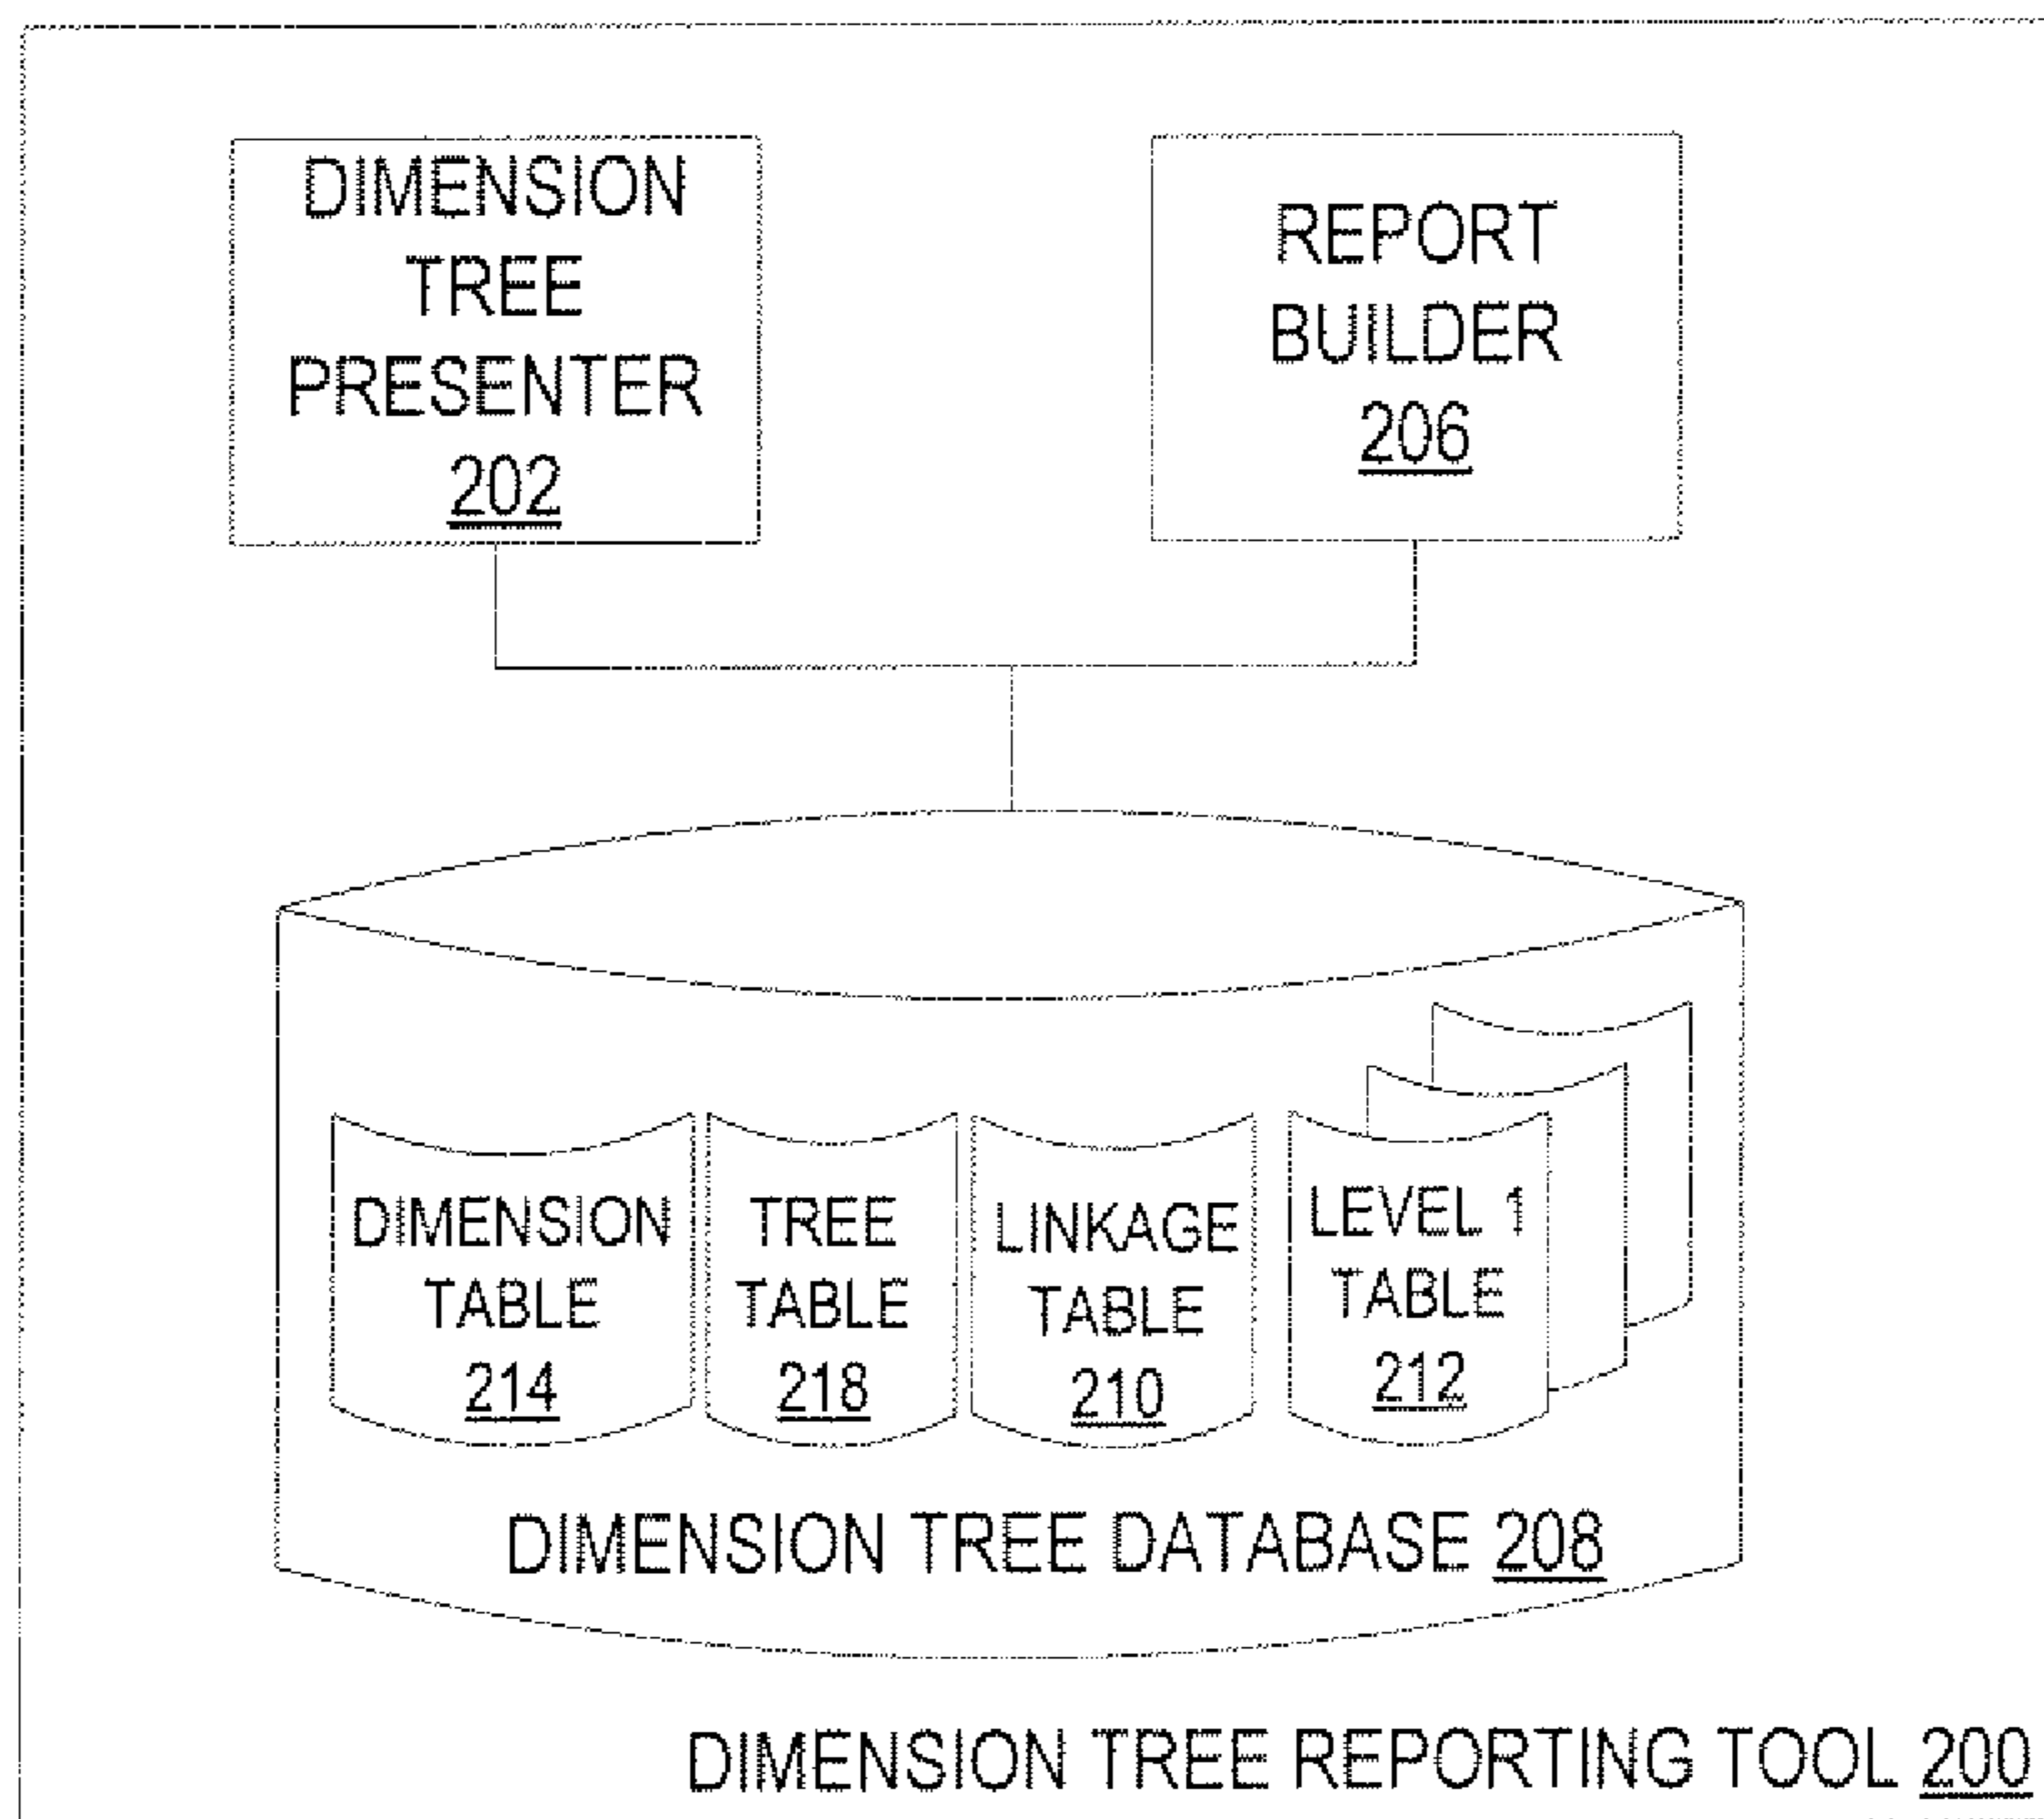 DIMENSION
TREE
PRESENTER
202
REPORT
BUILDER
206
DIMENSION
TABLE
214
TREE
TABLE
218
LINKAGE
TABLE
210
LEVEL 1
TABLE
212
DIMENSION TREE DATABASE 208
DIMENSION TREE REPORTING TOOL 200